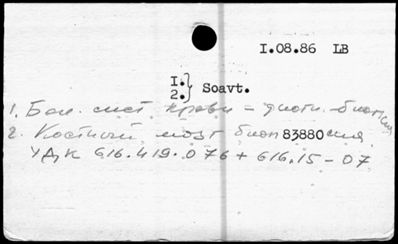 I.08.86 LB
I.
2.} Soavt.
1. Бол. сист. крови – диагн. – биопсия
2. Костный мозг биоп 83880 сия
УДК 616.419.076 + 616.15 – 07